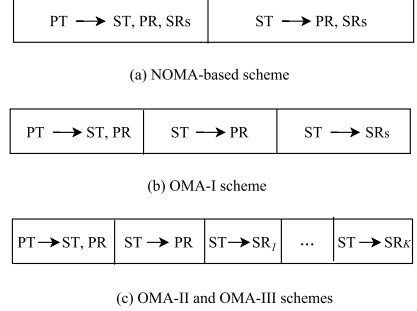 PT → ST, PR, SRs ST → PR, SRs
(a) NOMA-based scheme
PT → ST, PR ST → PR ST → SRs
(b) OMA-I scheme
PT → ST, PR ST → PR ST → SR₁ ... ST → SRK
(c) OMA-II and OMA-III schemes